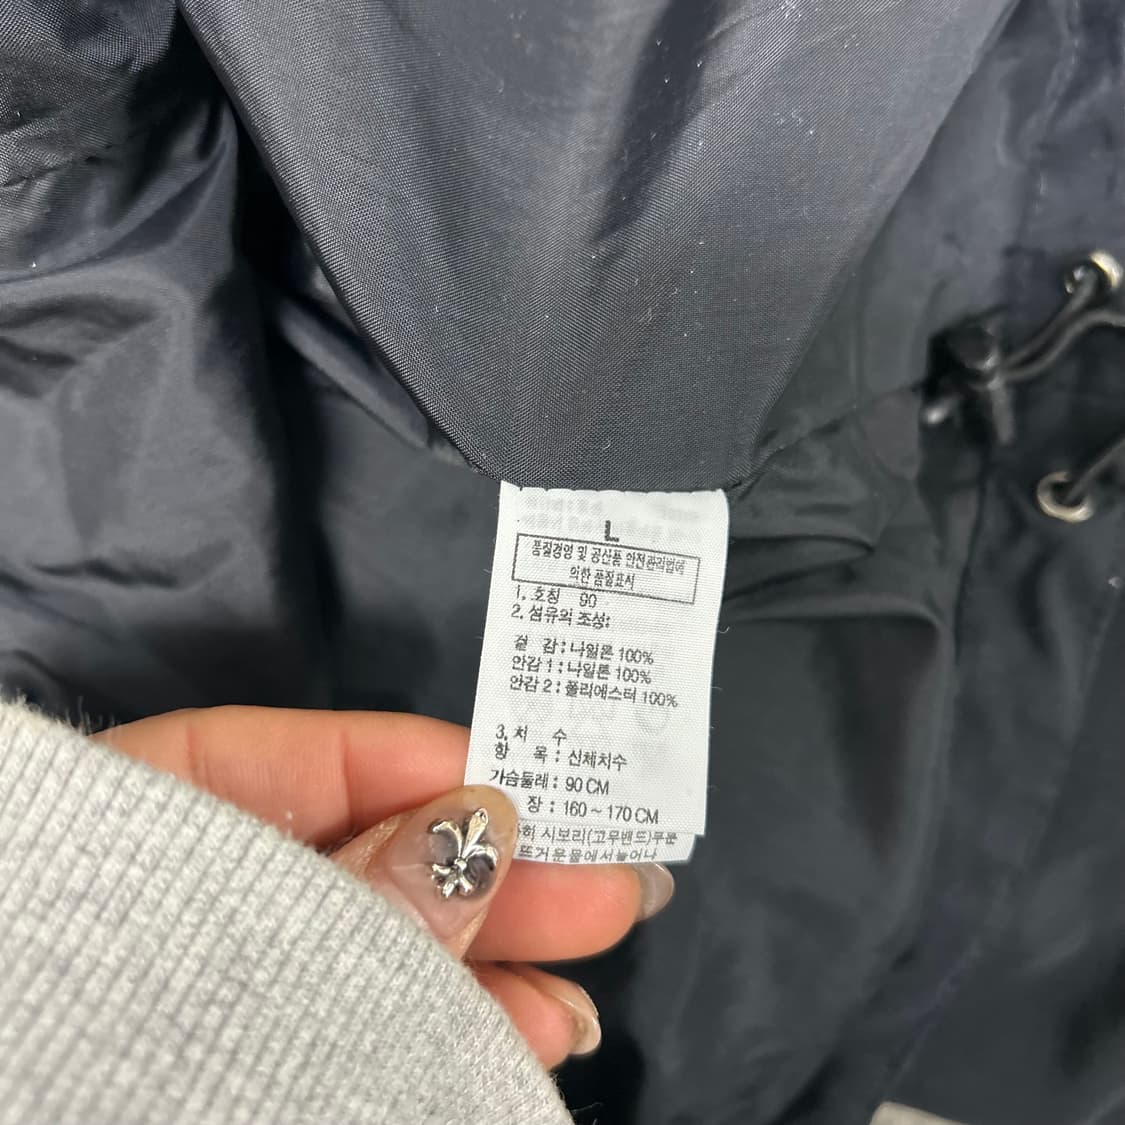 L
품질경영 및 공산품 안전관리법에
의한 품질표시
1. 호칭 90
2. 섬유의 조성:
겉 감 : 나일론 100%
안감 1 : 나일론 100%
안감 2 : 폴리에스터 100%
3. 치 수
항 목 : 신체치수
가슴둘레 : 90 CM
장 : 160 ~ 170 CM
시보리(고무밴드)부분
뜨거운물에서늘어나